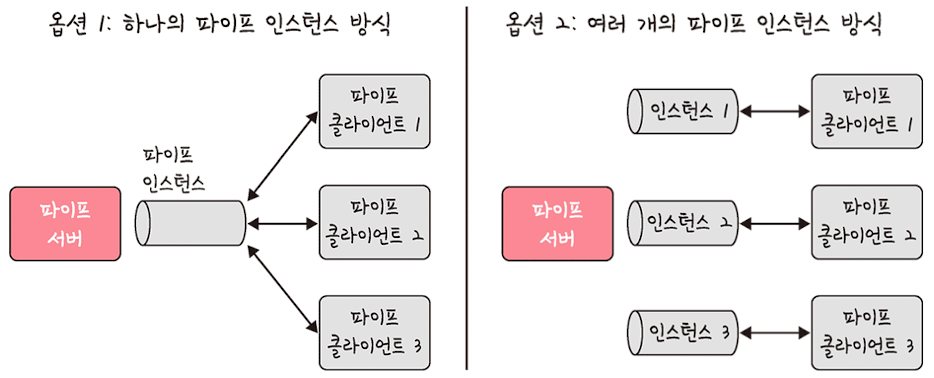 옵션 1: 하나의 파이프 인스턴스 방식
파이프
인스턴스
파이프
서버
파이프
클라이언트 1
파이프
클라이언트 2
파이프
클라이언트 3
옵션 2: 여러 개의 파이프 인스턴스 방식
파이프
서버
인스턴스 1
파이프
클라이언트 1
인스턴스 2
파이프
클라이언트 2
인스턴스 3
파이프
클라이언트 3